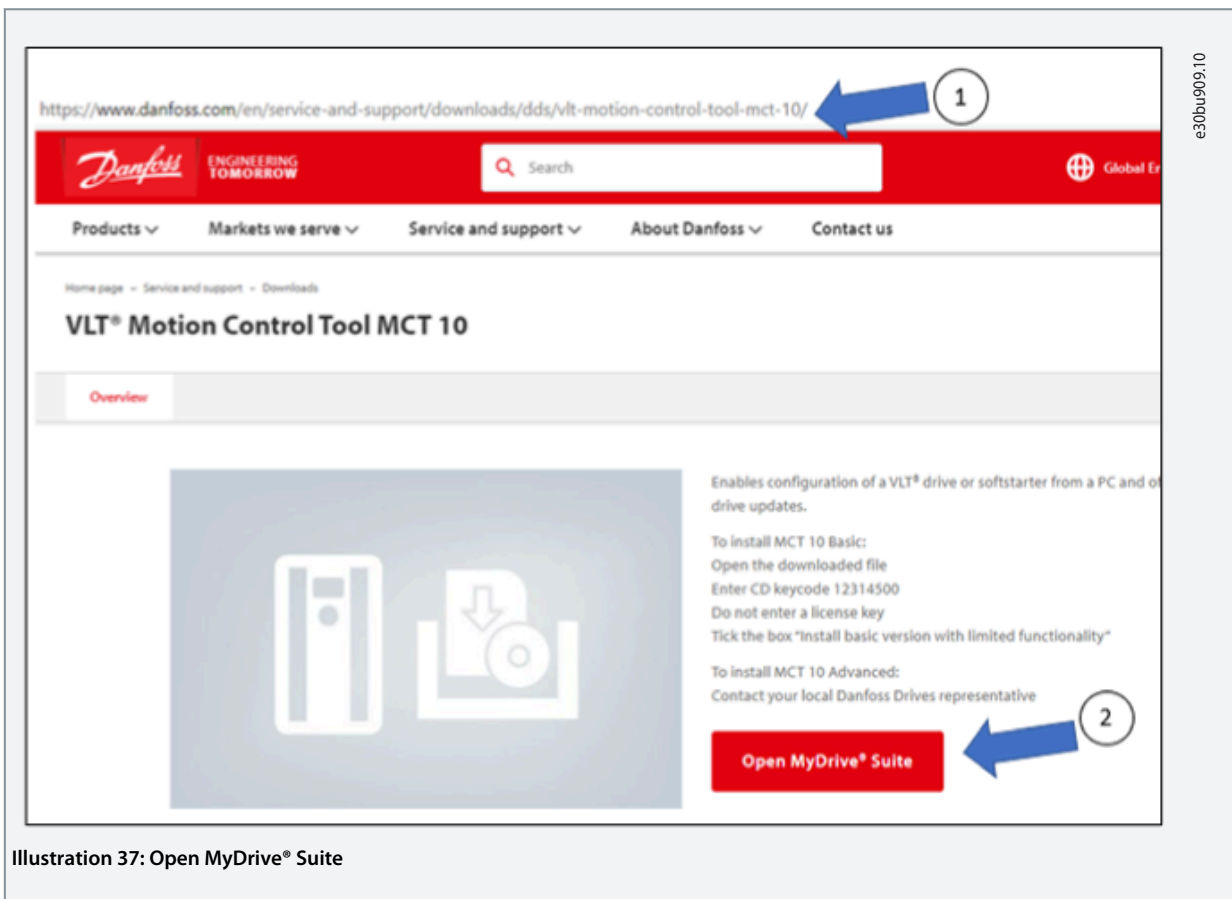 e30bu909.10
https://www.danfoss.com/en/service-and-support/downloads/dds/vlt-motion-control-tool-mct-10/
1
Danfoss
ENGINEERING
TOMORROW
Search
Global Er
Products
Markets we serve
Service and support
About Danfoss
Contact us
Home page - Service and support - Downloads
VLT® Motion Control Tool MCT 10
Overview
Enables configuration of a VLT® drive or softstarter from a PC and of
drive updates.
To install MCT 10 Basic:
Open the downloaded file
Enter CD keycode 12314500
Do not enter a license key
Tick the box "Install basic version with limited functionality"
To install MCT 10 Advanced:
Contact your local Danfoss Drives representative
2
Open MyDrive® Suite
Illustration 37: Open MyDrive® Suite